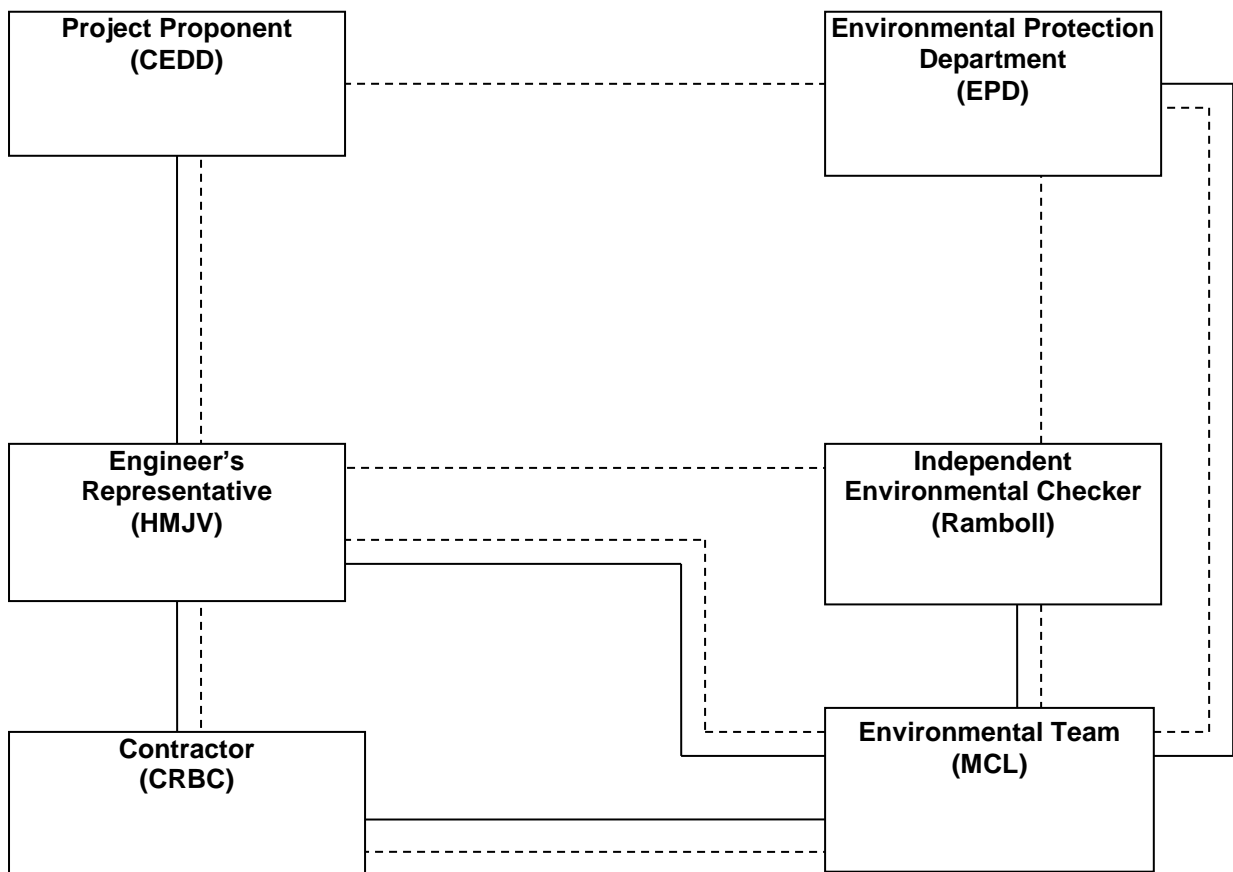 Project Proponent
(CEDD)
Environmental Protection
Department
(EPD)
Engineer’s
Representative
(HMJV)
Independent
Environmental Checker
(Ramboll)
Contractor
(CRBC)
Environmental Team
(MCL)